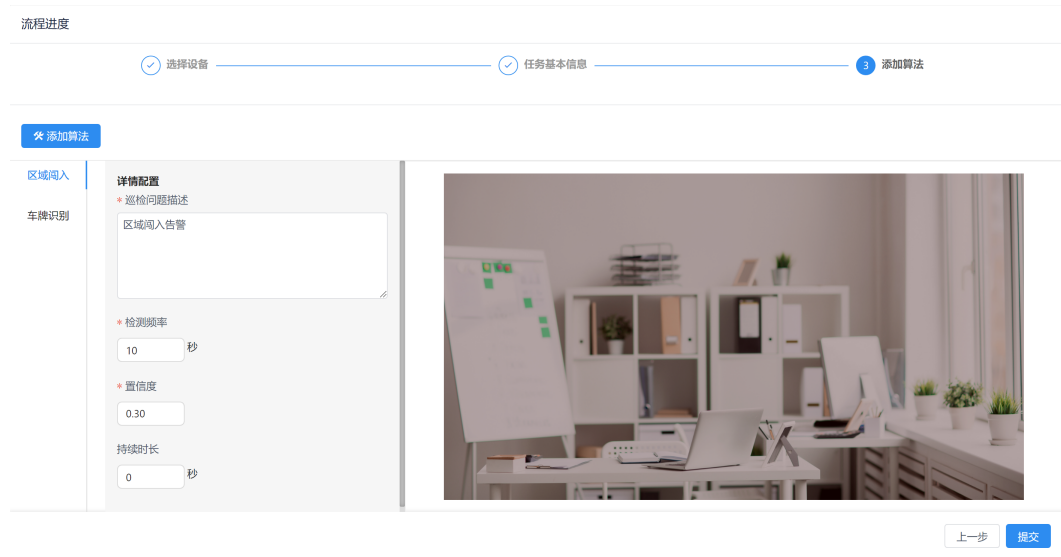 流程进度
选择设备
任务基本信息
3 添加算法
添加算法
区域闯入
车牌识别
详情配置
* 巡检问题描述
区域闯入告警
* 检测频率
10 秒
* 置信度
0.30
持续时长
0 秒
上一步 提交